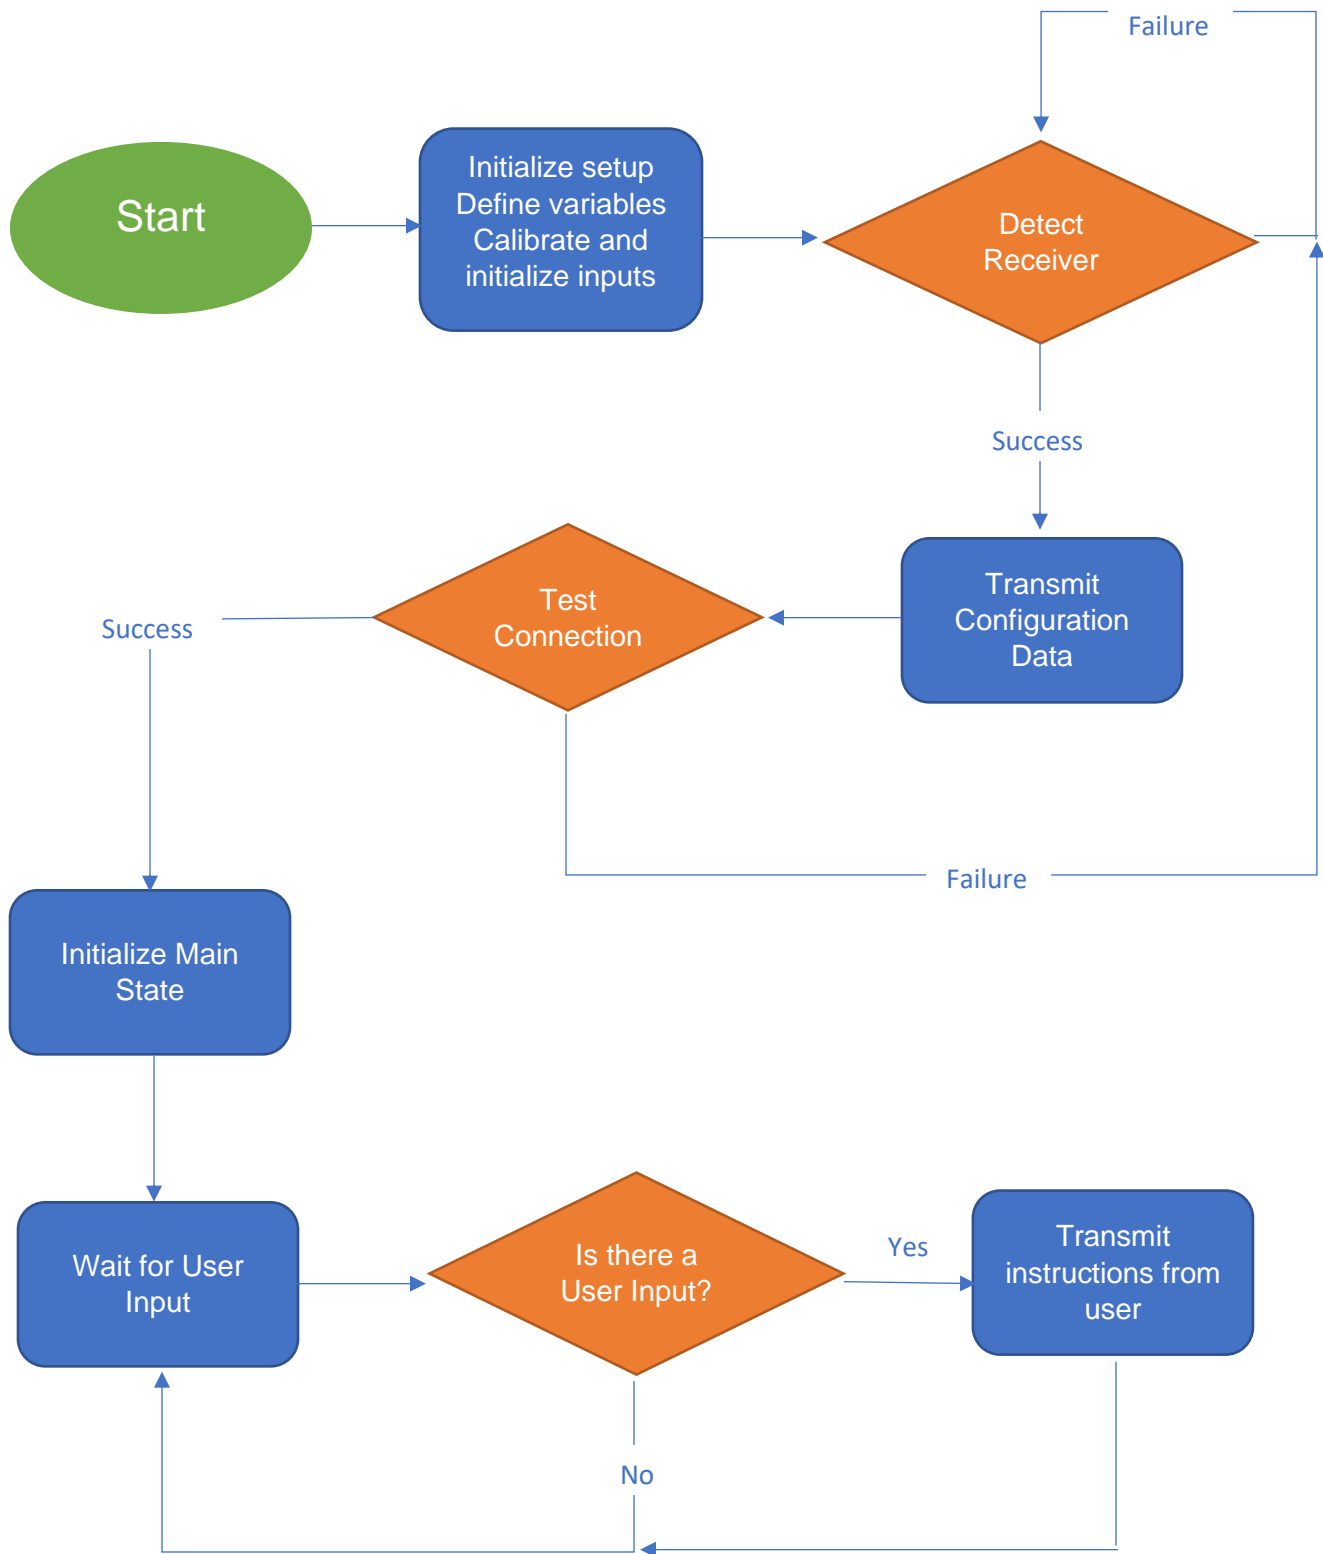 Failure
Start
Initialize setup
Define variables
Calibrate and
initialize inputs
Detect
Receiver
Success
Transmit
Configuration
Data
Test
Connection
Success
Failure
Initialize Main
State
Wait for User
Input
Is there a
User Input?
Yes
Transmit
instructions from
user
No